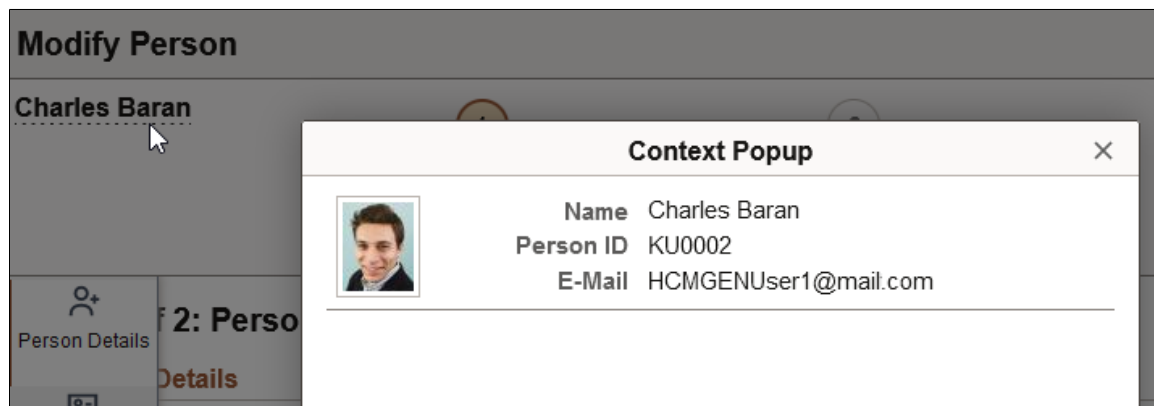 Modify Person
Charles Baran
Context Popup
Name Charles Baran
Person ID KU0002
E-Mail HCMGENUser1@mail.com
Person Details
2: Perso
Details